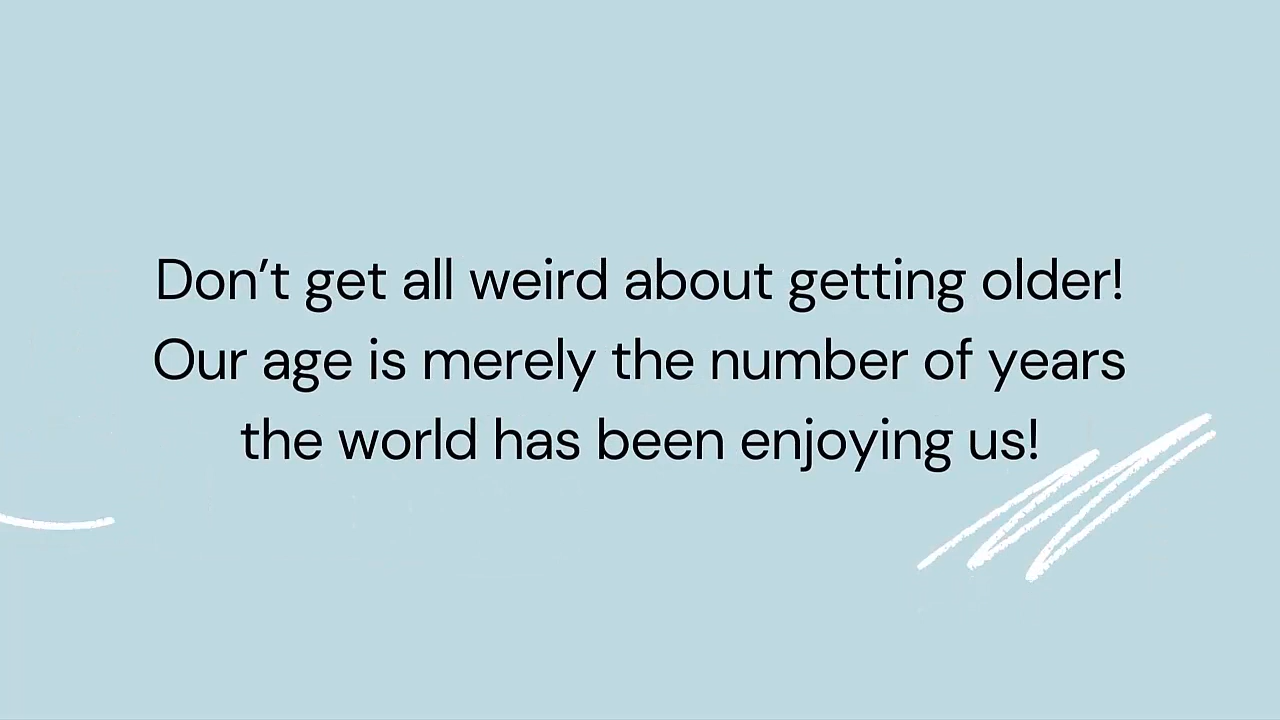 Don’t get all weird about getting older!
Our age is merely the number of years
the world has been enjoying us!